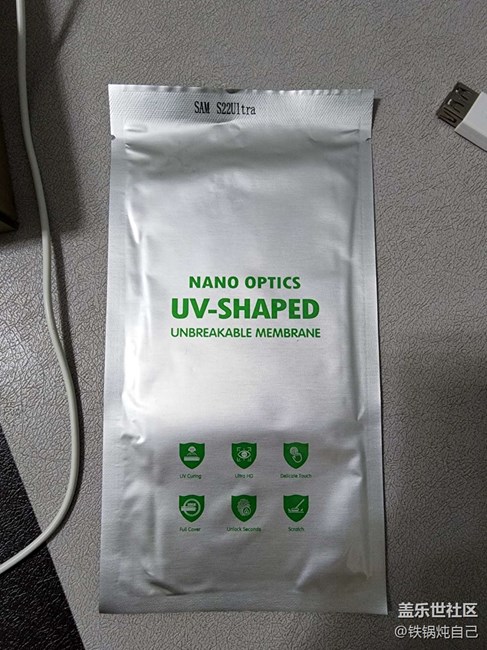 SAM S22Ultra
NANO OPTICS
UV-SHAPED
UNBREAKABLE MEMBRANE
UV Curing
Ultra HD
Delicate Touch
Full Cover
Unlock Seconds
Scratch
盖乐世社区
@铁锅炖自己